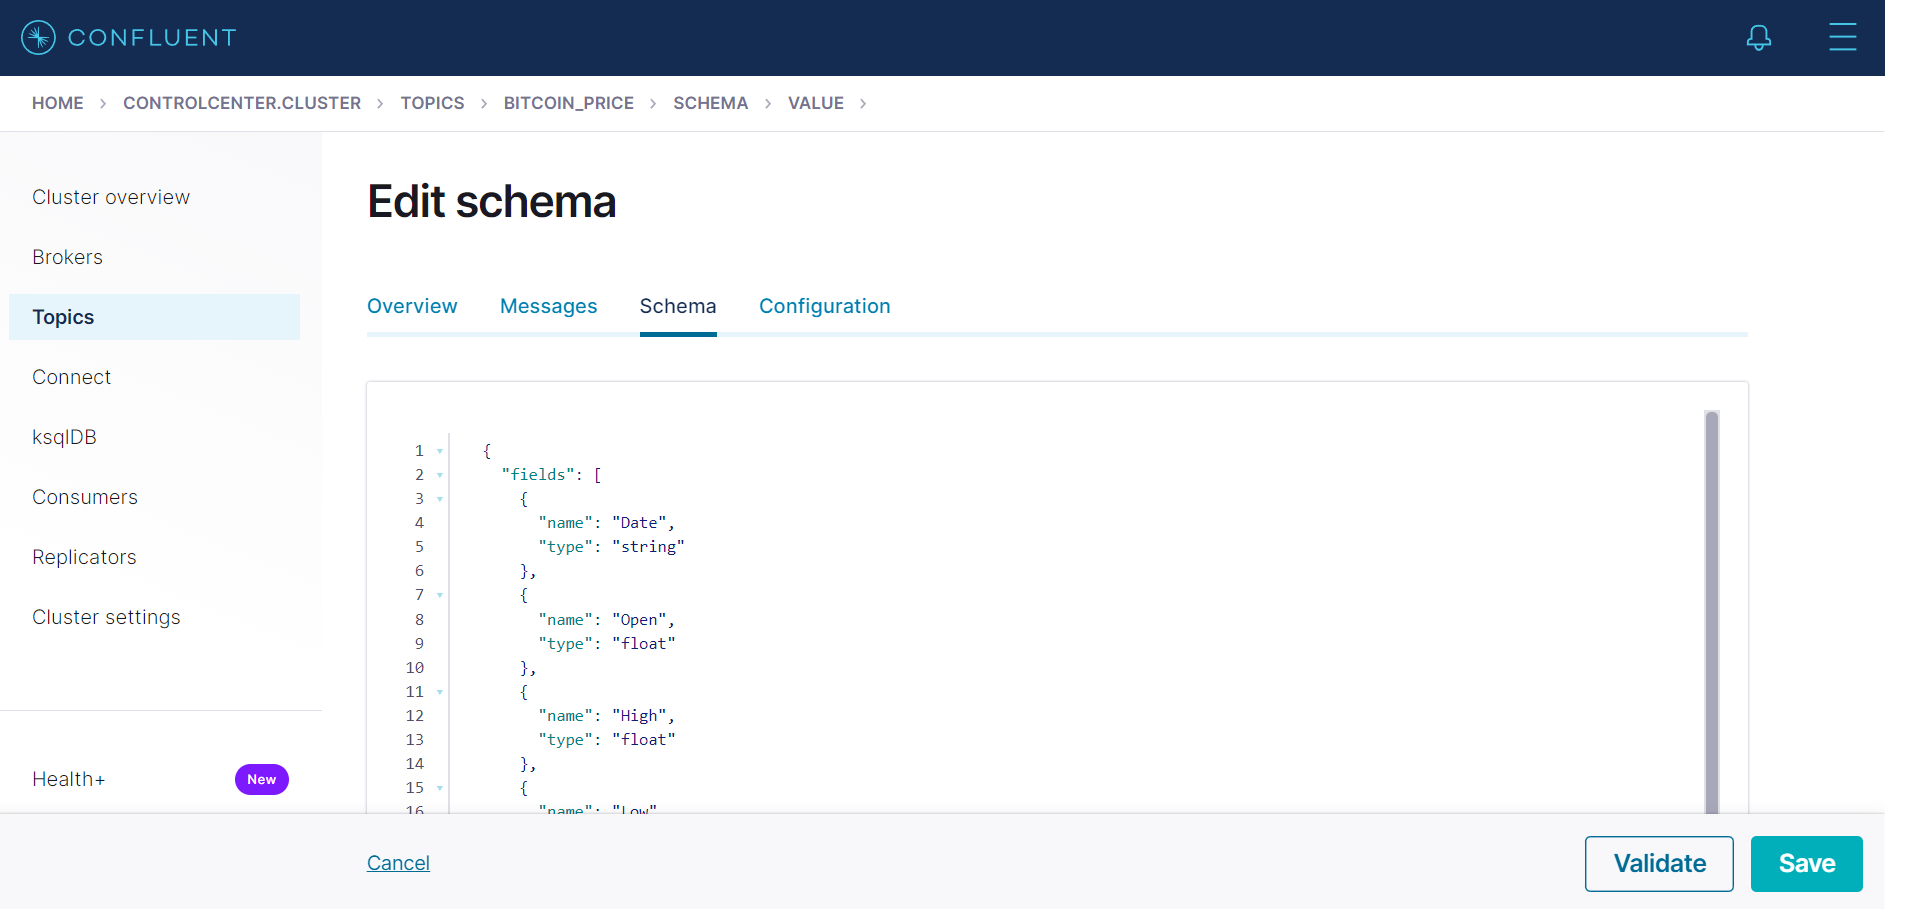 CONFLUENT
HOME > CONTROLCENTER.CLUSTER > TOPICS > BITCOIN_PRICE > SCHEMA > VALUE >
Cluster overview
Brokers
Topics
Connect
ksqlDB
Consumers
Replicators
Cluster settings
Health+ New
Edit schema
Overview Messages Schema Configuration
1 {
2 "fields": [
3 {
4 "name": "Date",
5 "type": "string"
6 },
7 {
8 "name": "Open",
9 "type": "float"
10 },
11 {
12 "name": "High",
13 "type": "float"
14 },
15 {
16 "name": "Low"
Cancel Validate Save